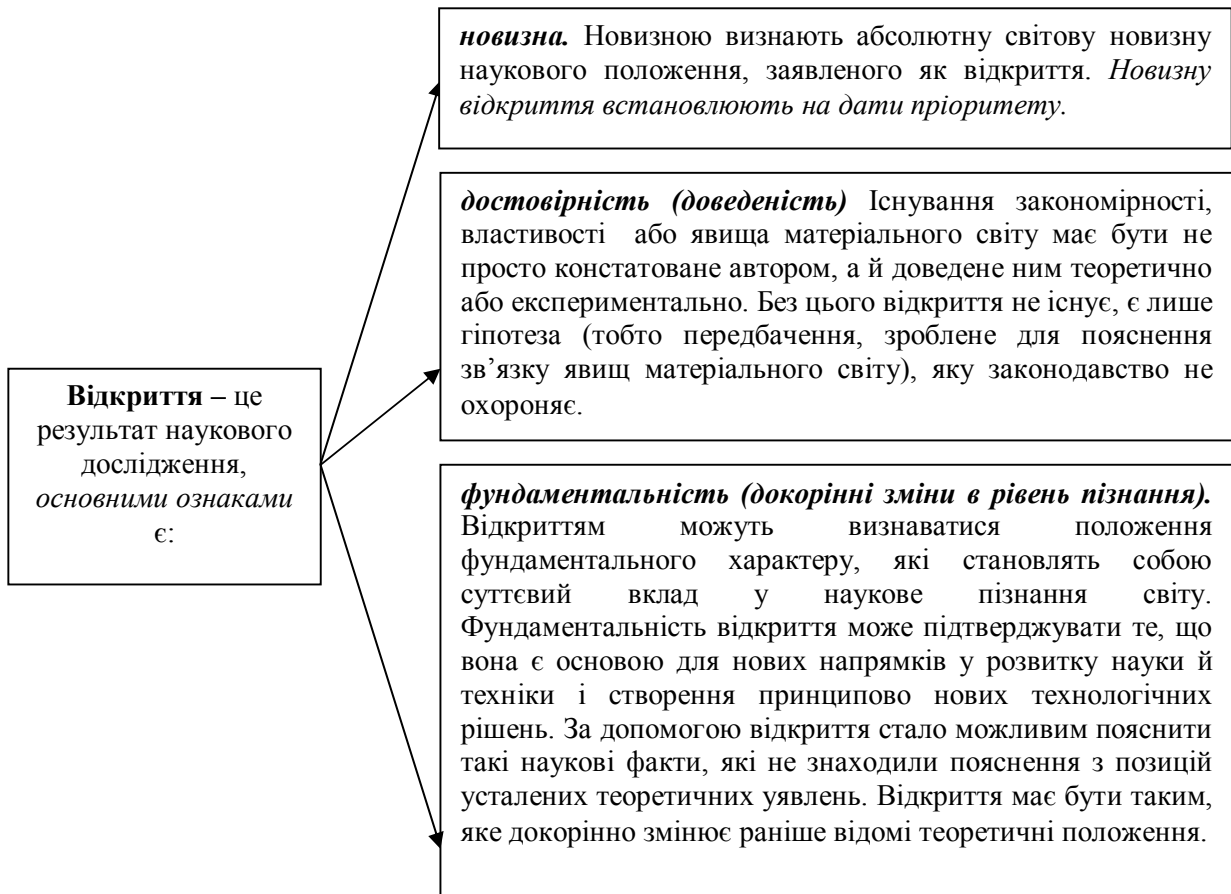 Відкриття – це
результат наукового
дослідження,
основними ознаками
є:
новизна. Новизною визнають абсолютну світову новизну
наукового положення, заявленого як відкриття. Новизну
відкриття встановлюють на дати пріоритету.
достовірність (доведеність) Існування закономірності,
властивості або явища матеріального світу має бути не
просто констатоване автором, а й доведене ним теоретично
або експериментально. Без цього відкриття не існує, є лише
гіпотеза (тобто передбачення, зроблене для пояснення
зв’язку явищ матеріального світу), яку законодавство не
охороняє.
фундаментальність (докорінні зміни в рівень пізнання).
Відкриттям можуть визнаватися положення
фундаментального характеру, які становлять собою
суттєвий вклад у наукове пізнання світу.
Фундаментальність відкриття може підтверджувати те, що
вона є основою для нових напрямків у розвитку науки й
техніки і створення принципово нових технологічних
рішень. За допомогою відкриття стало можливим пояснити
такі наукові факти, які не знаходили пояснення з позицій
усталених теоретичних уявлень. Відкриття має бути таким,
яке докорінно змінює раніше відомі теоретичні положення.